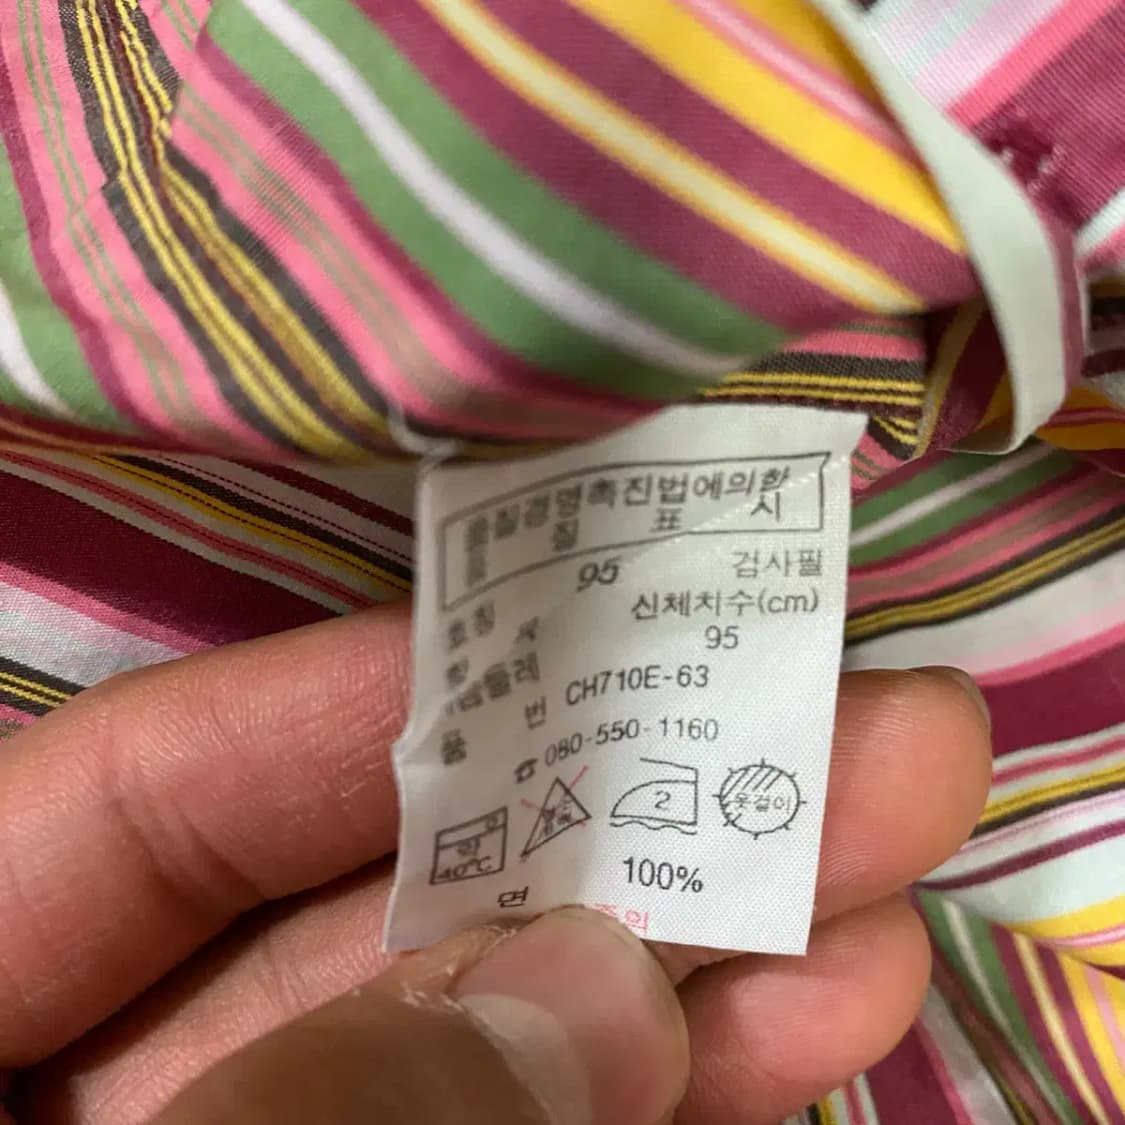 품질경영촉진법에의한
품 질 표 시
호칭 95 검사필
신체치수(cm)
95
품 번 CH710E-63
☎ 080-550-1160
약
40℃
2
옷걸이
면 100%
주의